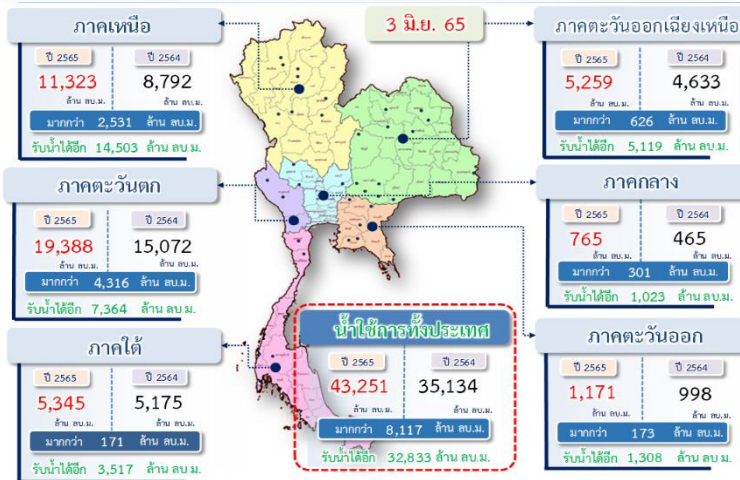 3 มิ.ย. 65
ภาคเหนือ
ปี 2565 ปี 2564
11,323 8,792
ล้าน ลบ.ม. ล้าน ลบ.ม.
มากกว่า 2,531 ล้าน ลบ.ม.
รับน้ำได้อีก 14,503 ล้าน ลบ.ม.
ภาคตะวันออกเฉียงเหนือ
ปี 2565 ปี 2564
5,259 4,633
ล้าน ลบ.ม. ล้าน ลบ.ม.
มากกว่า 626 ล้าน ลบ.ม.
รับน้ำได้อีก 5,119 ล้าน ลบ.ม.
ภาคตะวันตก
ปี 2565 ปี 2564
19,388 15,072
ล้าน ลบ.ม. ล้าน ลบ.ม.
มากกว่า 4,316 ล้าน ลบ.ม.
รับน้ำได้อีก 7,364 ล้าน ลบ.ม.
ภาคกลาง
ปี 2565 ปี 2564
765 465
ล้าน ลบ.ม. ล้าน ลบ.ม.
มากกว่า 301 ล้าน ลบ.ม.
รับน้ำได้อีก 1,023 ล้าน ลบ.ม.
ภาคใต้
ปี 2565 ปี 2564
5,345 5,175
ล้าน ลบ.ม. ล้าน ลบ.ม.
มากกว่า 171 ล้าน ลบ.ม.
รับน้ำได้อีก 3,517 ล้าน ลบ.ม.
น้ำใช้การทั้งประเทศ
ปี 2565 ปี 2564
43,251 35,134
ล้าน ลบ.ม. ล้าน ลบ.ม.
มากกว่า 8,117 ล้าน ลบ.ม.
รับน้ำได้อีก 32,833 ล้าน ลบ.ม.
ภาคตะวันออก
ปี 2565 ปี 2564
1,171 998
ล้าน ลบ.ม. ล้าน ลบ.ม.
มากกว่า 173 ล้าน ลบ.ม.
รับน้ำได้อีก 1,308 ล้าน ลบ.ม.